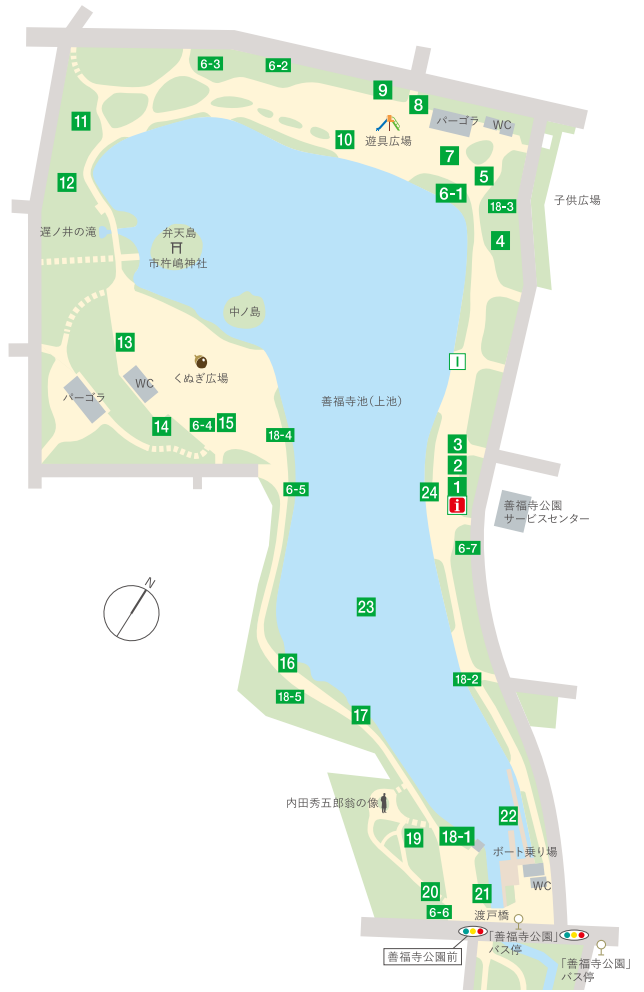 6-3
6-2
9
8
11
パーゴラ
WC
10
遊具広場
7
5
12
6-1
18-3
子供広場
遅ノ井の滝
弁天島
4
市杵嶋神社
中ノ島
13
I
くぬぎ広場
WC
パーゴラ
善福寺池(上池)
14
6-4
15
18-4
3
2
1
i
6-5
24
善福寺公園
サービスセンター
6-7
N
23
16
18-5
18-2
17
内田秀五郎翁の像
22
19
18-1
ボート乗り場
20
21
WC
6-6
渡戸橋
「善福寺公園」
バス停
善福寺公園前
「善福寺公園」
バス停